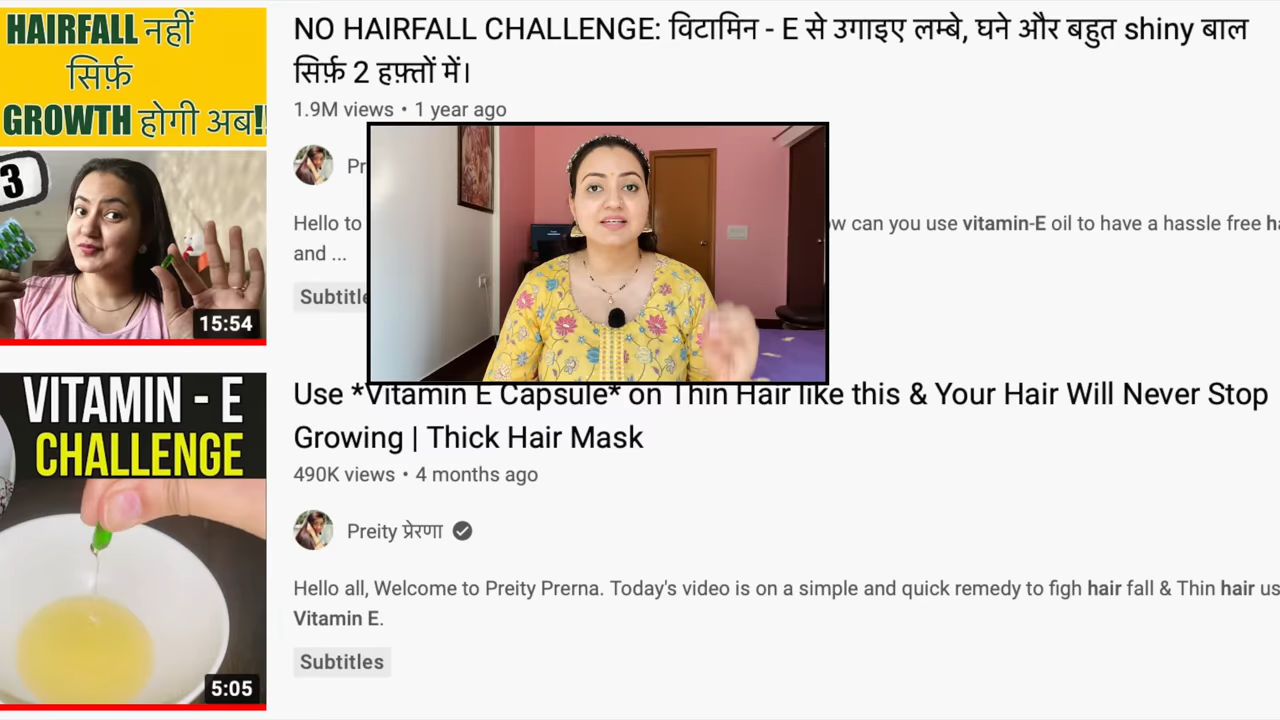 HAIRFALL नहीं
सिर्फ़
GROWTH होगी अब!!
3
15:54
NO HAIRFALL CHALLENGE: विटामिन - E से उगाइए लम्बे, घने और बहुत shiny बाल
सिर्फ़ 2 हफ़्तों में।
1.9M views • 1 year ago
Pr
Hello to
can you use vitamin-E oil to have a hassle free
and ...
VITAMIN - E
CHALLENGE
5:05
Use *Vitamin E Capsule* on Thin Hair like this & Your Hair Will Never Stop
Growing | Thick Hair Mask
490K views • 4 months ago
Preity प्रेरणा
Hello all, Welcome to Preity Prerna. Today's video is on a simple and quick remedy to figh hair fall & Thin hair us
Vitamin E.
Subtitles